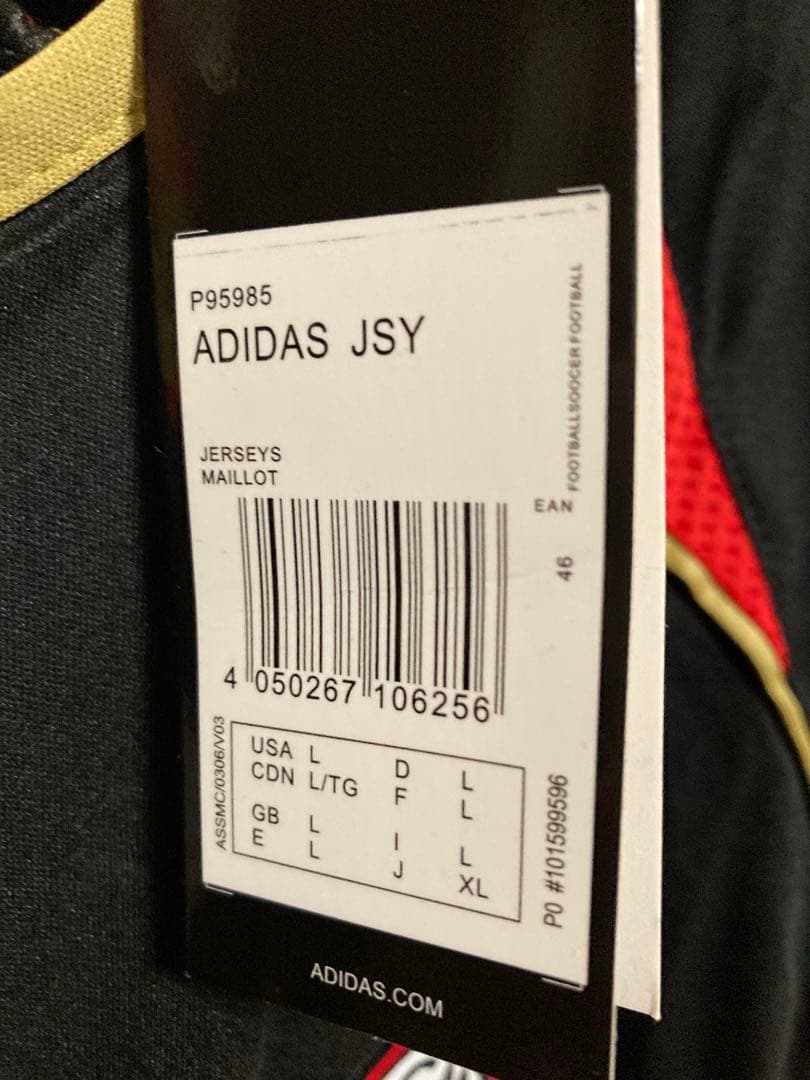 P95985
ADIDAS JSY
FOOTBALLSOCCERFOOTBALL
JERSEYS
MAILLOT
EAN
46
4 050267 106256
ASSMC/0306/V03
USA L D L
CDN L/TG F L
GB L I L
E L J XL
PO #101599596
ADIDAS.COM